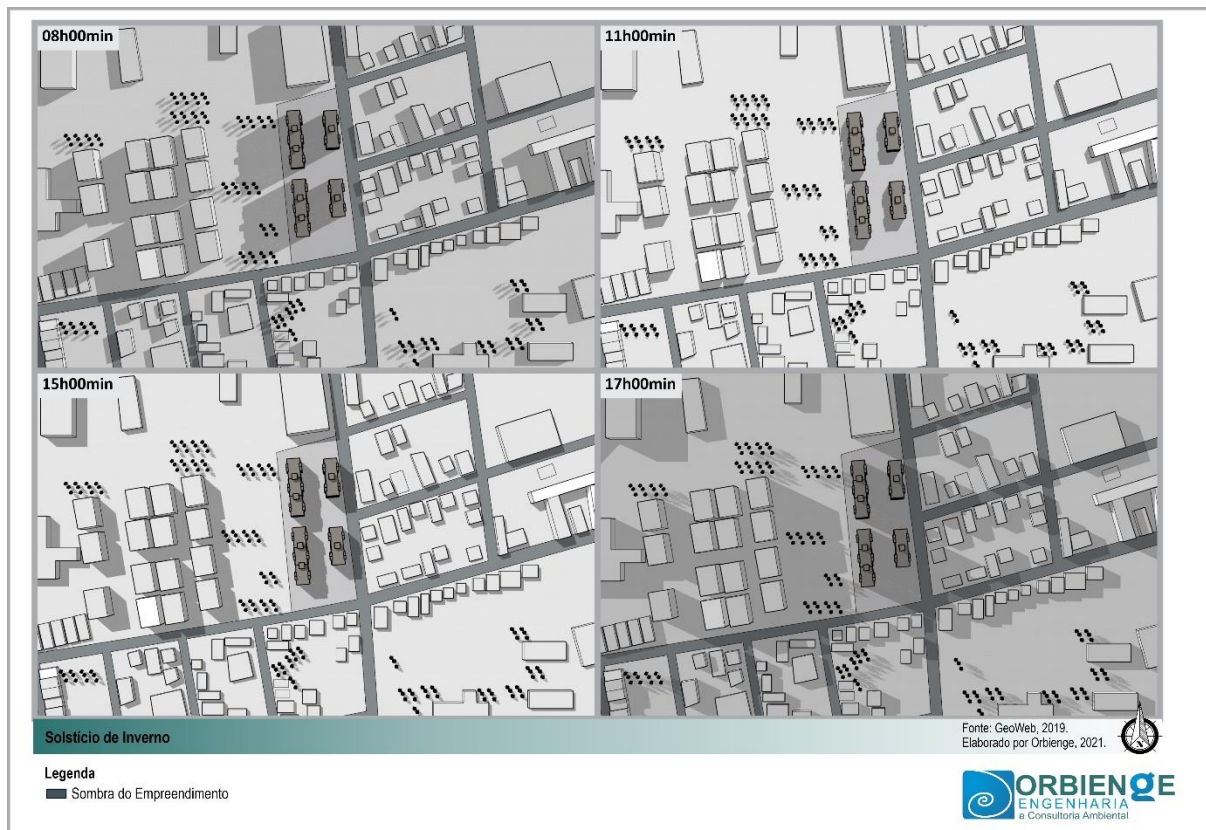 08h00min
11h00min
15h00min
17h00min
Solstício de Inverno
Fonte: GeoWeb, 2019.
Elaborado por Orbienge, 2021.
N
Legenda
Sombra do Empreendimento
ORBIENGE
ENGENHARIA
e Consultoria Ambiental